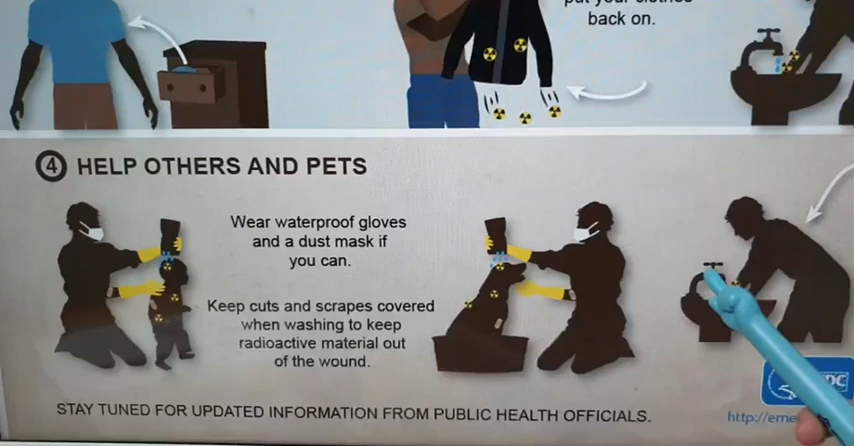 back on.
4 HELP OTHERS AND PETS
Wear waterproof gloves
and a dust mask if
you can.
Keep cuts and scrapes covered
when washing to keep
radioactive material out
of the wound.
STAY TUNED FOR UPDATED INFORMATION FROM PUBLIC HEALTH OFFICIALS.